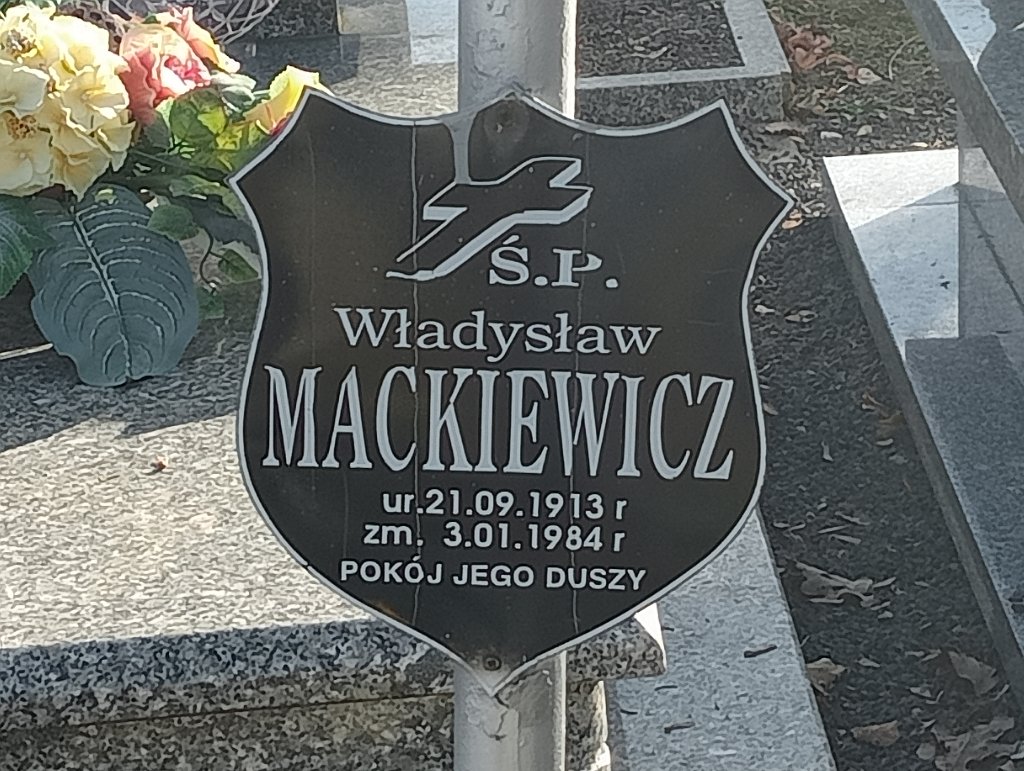 Ś.P.
Władysław
MACKIEWICZ
ur.21.09.1913 r
zm. 3.01.1984 r
POKÓJ JEGO DUSZY